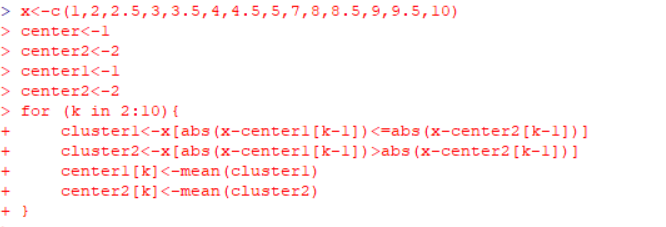 > x<-c(1,2,2.5,3,3.5,4,4.5,5,7,8,8.5,9,9.5,10)
> center<-1
> center2<-2
> center1<-1
> center2<-2
> for (k in 2:10){
+     cluster1<-x[abs(x-center1[k-1])<=abs(x-center2[k-1])]
+     cluster2<-x[abs(x-center1[k-1])>abs(x-center2[k-1])]
+     center1[k]<-mean(cluster1)
+     center2[k]<-mean(cluster2)
+ }